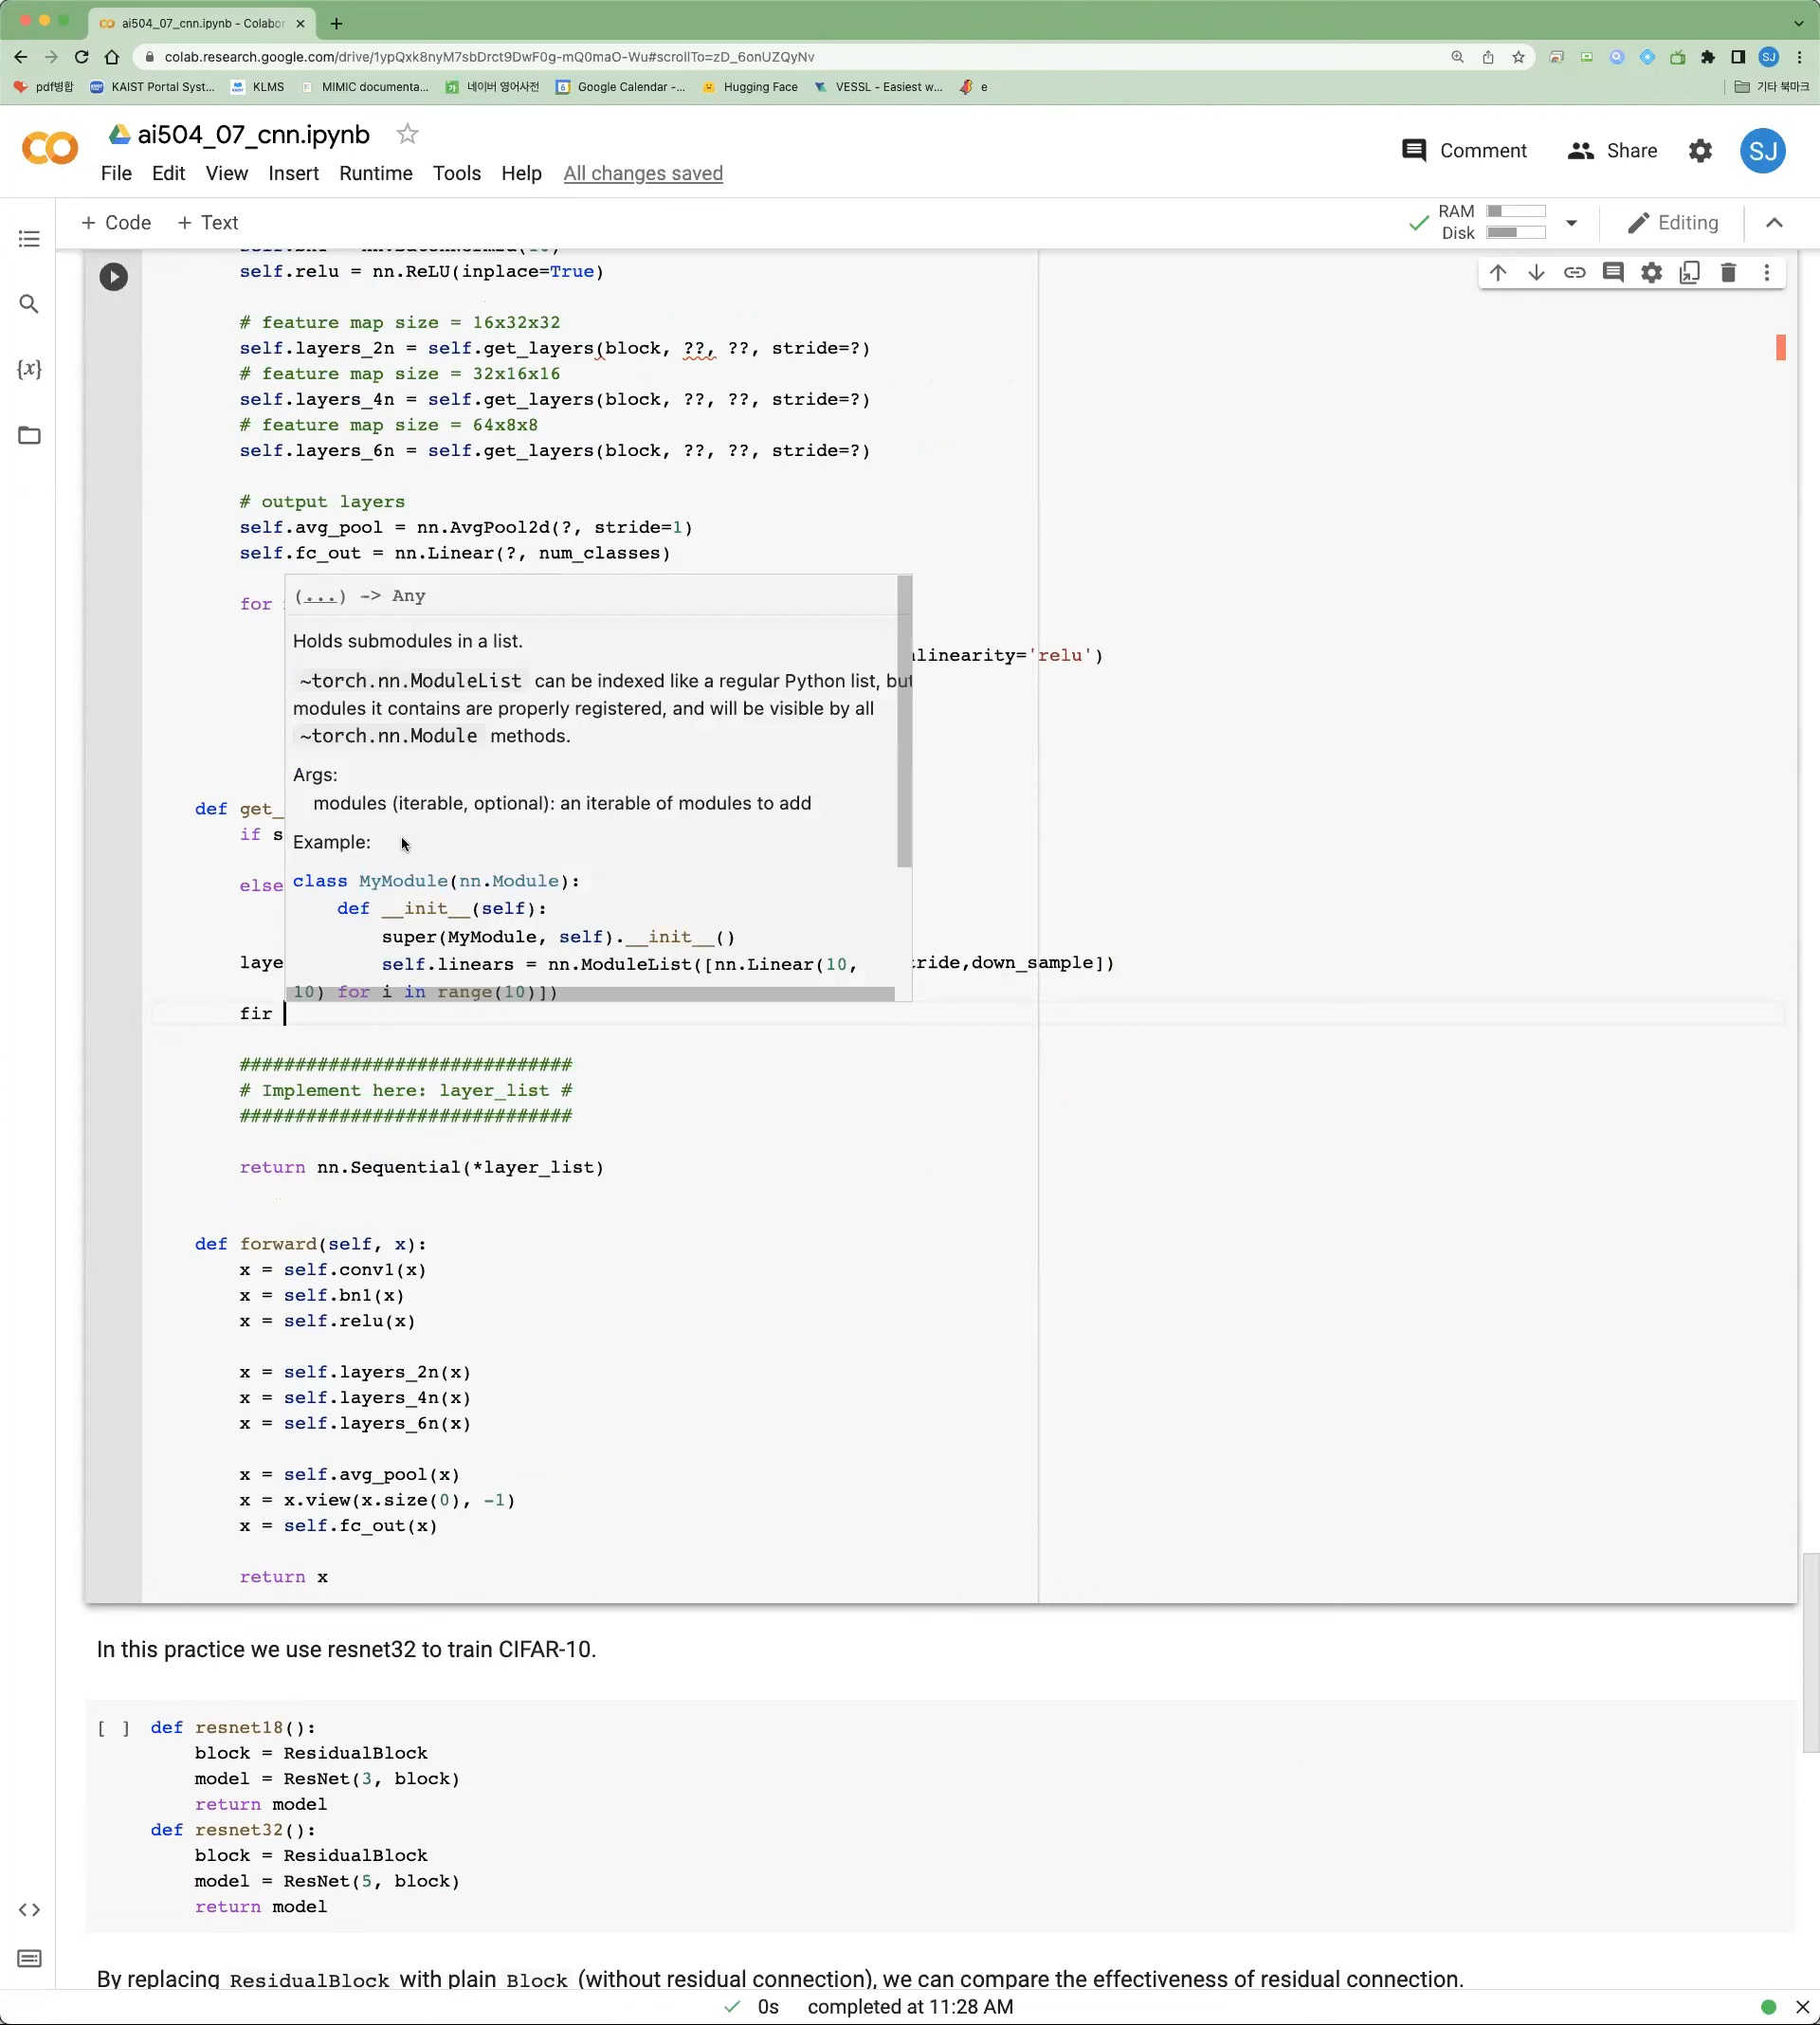 ai504_07_cnn.ipynb - Colabor
colab.research.google.com/drive/1ypQxk8nyM7sbDrct9DwF0g-mQ0maO-Wu#scrollTo=zD_6onUZQyNv
SJ
pdf병합
KAIST Portal Syst...
KLMS
MIMIC documenta...
네이버 영어사전
Google Calendar -...
Hugging Face
VESSL - Easiest w...
e
기타 북마크
ai504_07_cnn.ipynb
Comment
Share
SJ
File Edit View Insert Runtime Tools Help All changes saved
+ Code + Text
RAM
Disk
Editing
self.relu = nn.ReLU(inplace=True)
# feature map size = 16x32x32
self.layers_2n = self.get_layers(block, ??, ??, stride=?)
# feature map size = 32x16x16
self.layers_4n = self.get_layers(block, ??, ??, stride=?)
# feature map size = 64x8x8
self.layers_6n = self.get_layers(block, ??, ??, stride=?)
# output layers
self.avg_pool = nn.AvgPool2d(?, stride=1)
self.fc_out = nn.Linear(?, num_classes)
for
(...) -> Any
Holds submodules in a list.
linearity='relu')
~torch.nn.ModuleList can be indexed like a regular Python list, but
modules it contains are properly registered, and will be visible by all
~torch.nn.Module methods.
Args:
modules (iterable, optional): an iterable of modules to add
def get_
if s
Example:
else
class MyModule(nn.Module):
def __init__(self):
super(MyModule, self).__init__()
laye
self.linears = nn.ModuleList([nn.Linear(10,
ride,down_sample])
10) for i in range(10)])
fir
##############################
# Implement here: layer_list #
##############################
return nn.Sequential(*layer_list)
def forward(self, x):
x = self.conv1(x)
x = self.bn1(x)
x = self.relu(x)
x = self.layers_2n(x)
x = self.layers_4n(x)
x = self.layers_6n(x)
x = self.avg_pool(x)
x = x.view(x.size(0), -1)
x = self.fc_out(x)
return x
In this practice we use resnet32 to train CIFAR-10.
[ ] def resnet18():
block = ResidualBlock
model = ResNet(3, block)
return model
def resnet32():
block = ResidualBlock
model = ResNet(5, block)
return model
By replacing ResidualBlock with plain Block (without residual connection), we can compare the effectiveness of residual connection.
0s completed at 11:28 AM